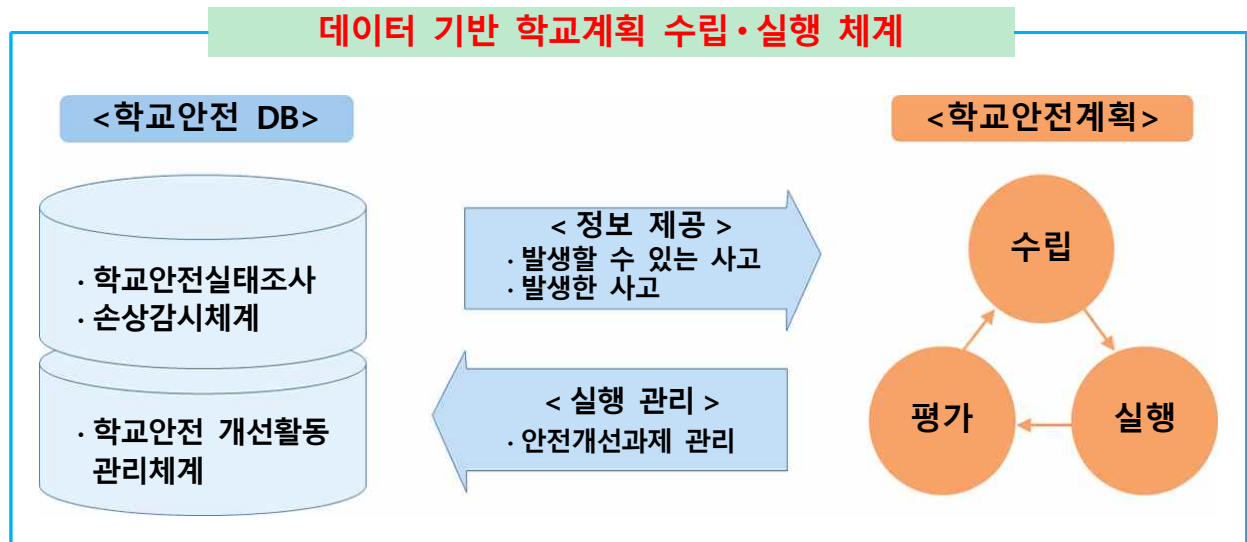 데이터 기반 학교계획 수립·실행 체계
<학교안전 DB>
· 학교안전실태조사
· 손상감시체계
· 학교안전 개선활동
관리체계
< 정보 제공 >
· 발생할 수 있는 사고
· 발생한 사고
< 실행 관리 >
· 안전개선과제 관리
<학교안전계획>
수립
평가
실행